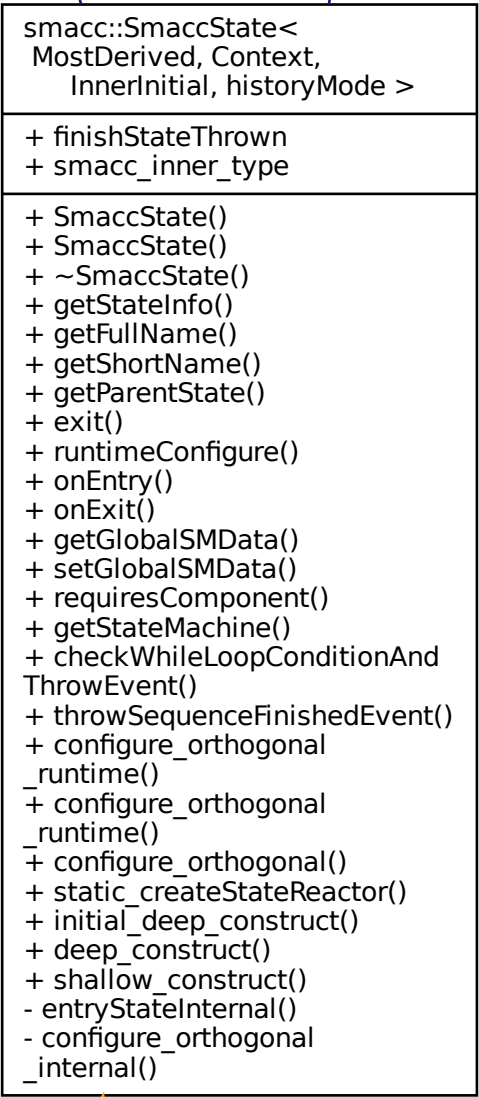 smacc::SmaccState<
MostDerived, Context,
InnerInitial, historyMode >
+ finishStateThrown
+ smacc_inner_type
+ SmaccState()
+ SmaccState()
+ ~SmaccState()
+ getStateInfo()
+ getFullName()
+ getShortName()
+ getParentState()
+ exit()
+ runtimeConfigure()
+ onEntry()
+ onExit()
+ getGlobalSMData()
+ setGlobalSMData()
+ requiresComponent()
+ getStateMachine()
+ checkWhileLoopConditionAnd
ThrowEvent()
+ throwSequenceFinishedEvent()
+ configure_orthogonal
_runtime()
+ configure_orthogonal
_runtime()
+ configure_orthogonal()
+ static_createStateReactor()
+ initial_deep_construct()
+ deep_construct()
+ shallow_construct()
- entryStateInternal()
- configure_orthogonal
_internal()